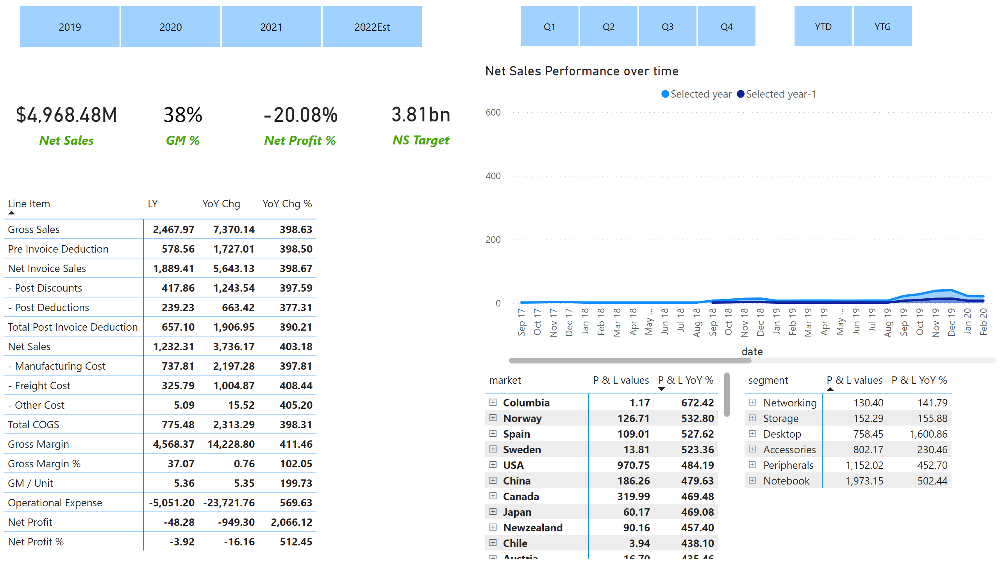 2019 2020 2021 2022Est
Q1 Q2 Q3 Q4 YTD YTG
$4,968.48M 38% -20.08% 3.81bn
Net Sales GM % Net Profit % NS Target
Line Item LY YoY Chg YoY Chg %
Gross Sales 2,467.97 7,370.14 398.63
Pre Invoice Deduction 578.56 1,727.01 398.50
Net Invoice Sales 1,889.41 5,643.13 398.67
- Post Discounts 417.86 1,243.54 397.59
- Post Deductions 239.23 663.42 377.31
Total Post Invoice Deduction 657.10 1,906.95 390.21
Net Sales 1,232.31 3,736.17 403.18
- Manufacturing Cost 737.81 2,197.28 397.81
- Freight Cost 325.79 1,004.87 408.44
- Other Cost 5.09 15.52 405.20
Total COGS 775.48 2,313.29 398.31
Gross Margin 4,568.37 14,228.80 411.46
Gross Margin % 37.07 0.76 102.05
GM / Unit 5.36 5.35 199.73
Operational Expense -5,051.20 -23,721.76 569.63
Net Profit -48.28 -949.30 2,066.12
Net Profit % -3.92 -16.16 512.45
Net Sales Performance over time
Selected year Selected year-1
600
400
200
0
Sep 17 Oct 17 Nov 17 Dec 17 Jan 18 Feb 18 Mar 18 Apr 18 May ... Jun 18 Jul 18 Aug 18 Sep 18 Oct 18 Nov 18 Dec 18 Jan 19 Feb 19 Mar 19 Apr 19 May ... Jun 19 Jul 19 Aug 19 Sep 19 Oct 19 Nov 19 Dec 19 Jan 20 Feb 20
date
market P & L values P & L YoY %
Columbia 1.17 672.42
Norway 126.71 532.80
Spain 109.01 527.62
Sweden 13.81 523.36
USA 970.75 484.19
China 186.26 479.63
Canada 319.99 469.48
Japan 60.17 469.08
Newzealand 90.16 457.40
Chile 3.94 438.10
Austria 16.70 435.46
segment P & L values P & L YoY %
Networking 130.40 141.79
Storage 152.29 155.88
Desktop 758.45 1,600.86
Accessories 802.17 230.46
Peripherals 1,152.02 452.70
Notebook 1,973.15 502.44